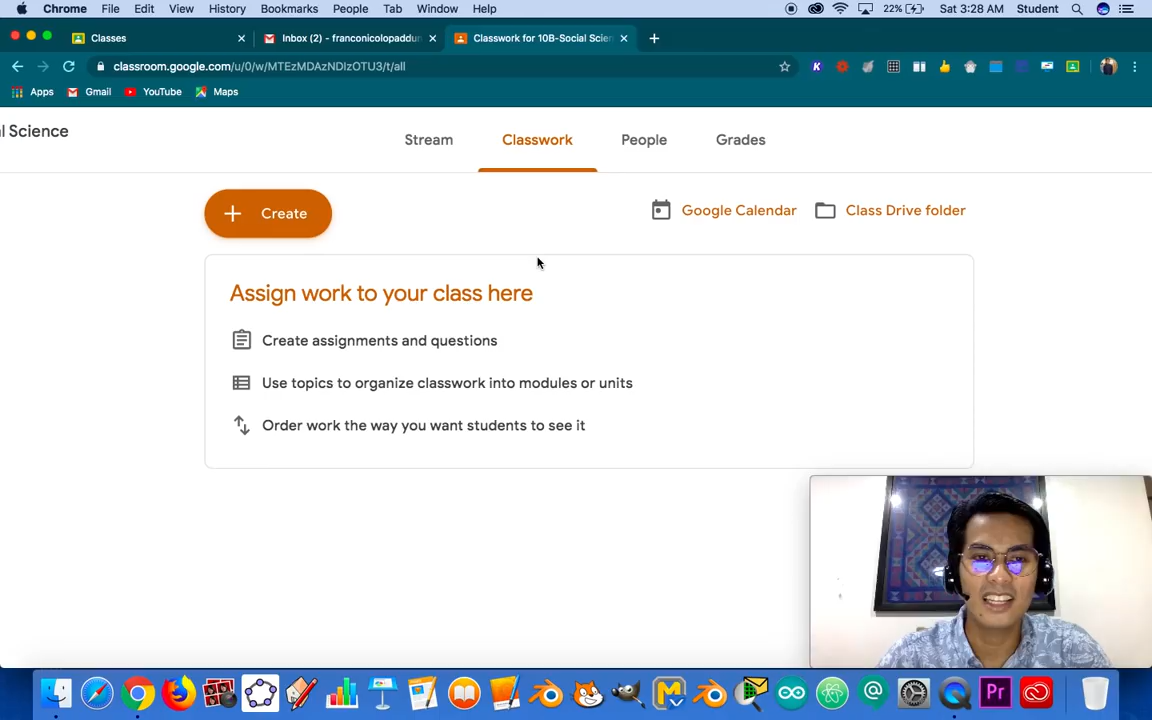 Chrome File Edit View History Bookmarks People Tab Window Help 22% Sat 3:28 AM Student
Classes Inbox (2) - franconicolopaddur Classwork for 10B-Social Scien
classroom.google.com/u/0/w/MTEzMDAzNDIzOTU3/t/all
Apps Gmail YouTube Maps
l Science Stream Classwork People Grades
Create Google Calendar Class Drive folder
Assign work to your class here
Create assignments and questions
Use topics to organize classwork into modules or units
Order work the way you want students to see it
Pr